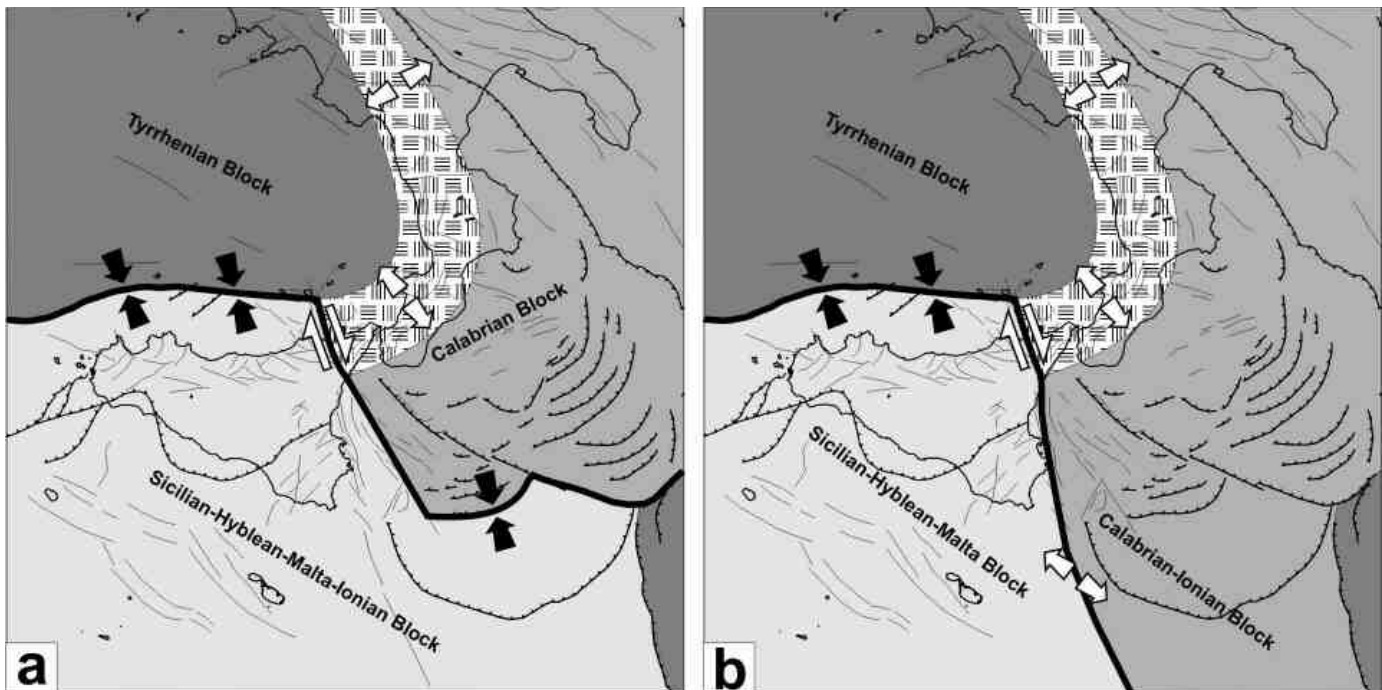 Tyrrhenian Block
Calabrian Block
Sicilian-Hyblean-Malta-Ionian Block
a
Tyrrhenian Block
Sicilian-Hyblean-Malta Block
Calabrian-Ionian Block
b